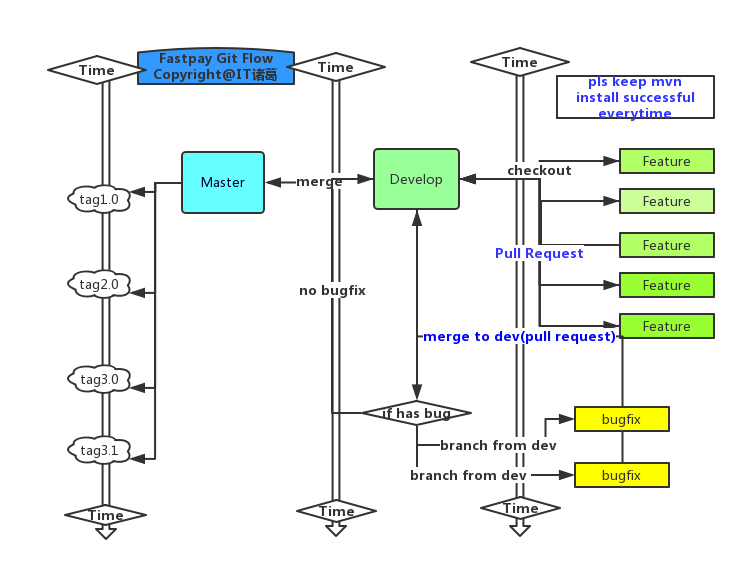 Time
Fastpay Git Flow
Copyright@IT诸葛
Time
Time
pls keep mvn
install successful
everytime
Master
merge
Develop
checkout
Feature
Feature
Feature
Feature
Feature
Pull Request
tag1.0
tag2.0
tag3.0
tag3.1
no bugfix
merge to dev(pull request)
if has bug
branch from dev
branch from dev
bugfix
bugfix
Time
Time
Time